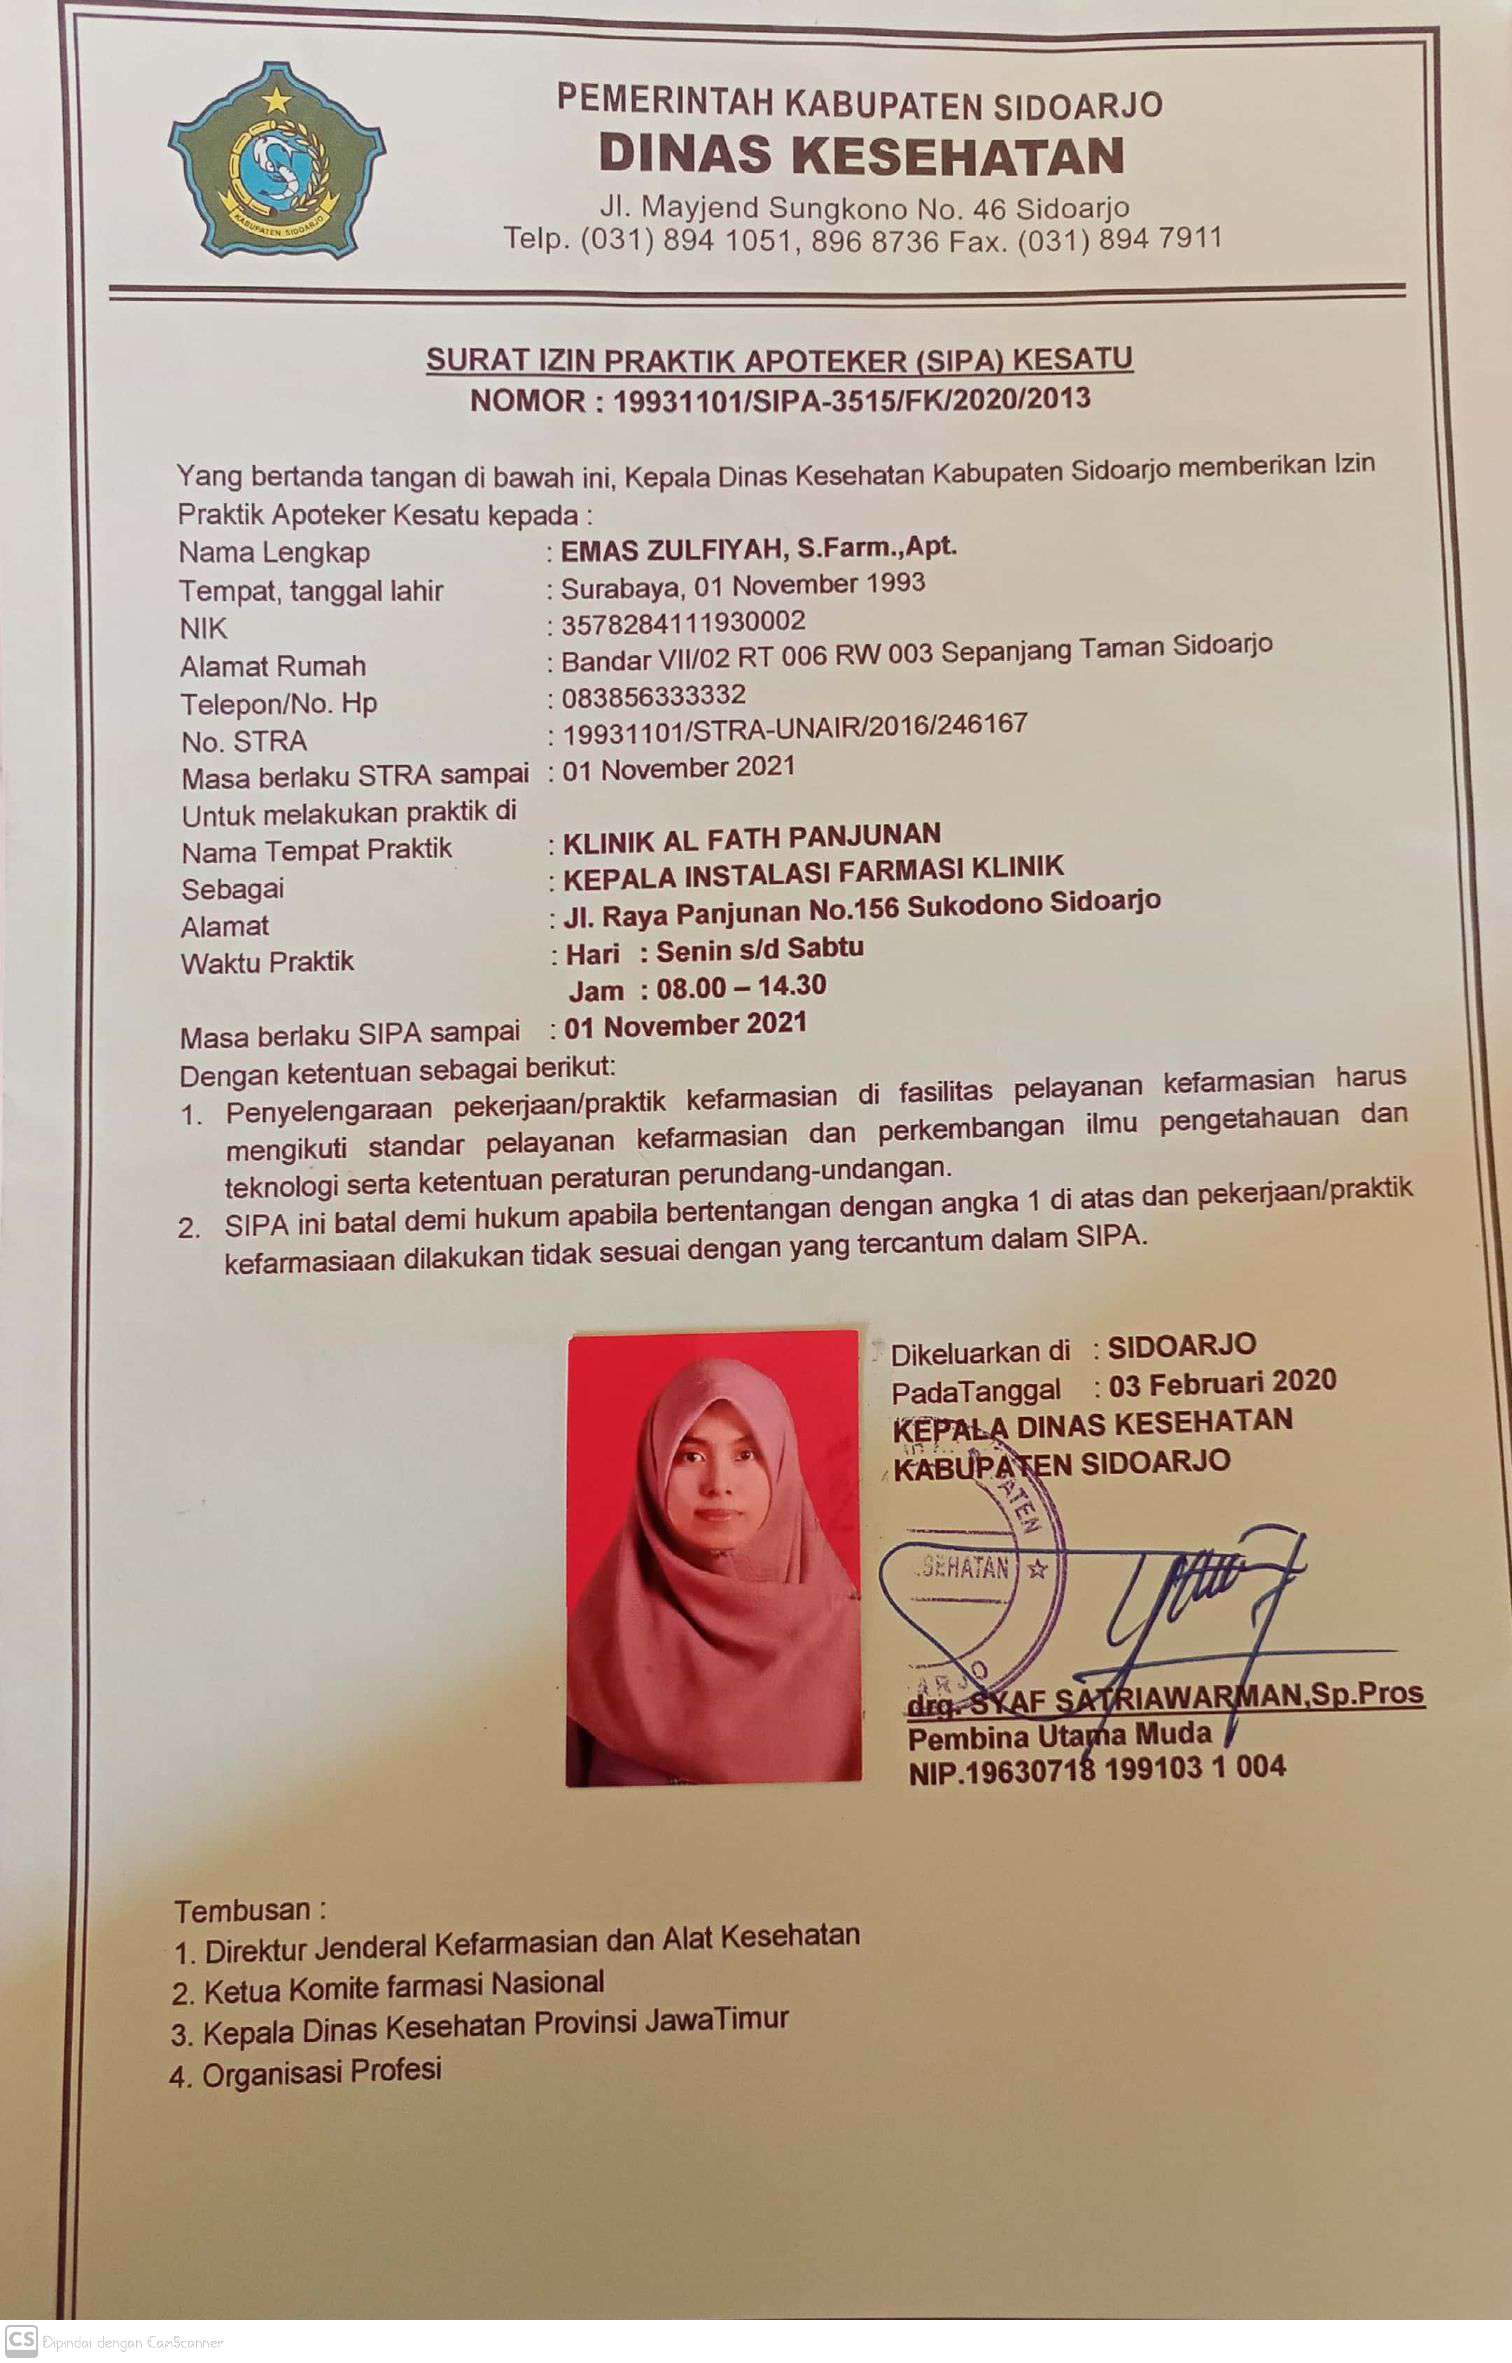 KABUPATEN SIDOARJO
PEMERINTAH KABUPATEN SIDOARJO
DINAS KESEHATAN
Jl. Mayjend Sungkono No. 46 Sidoarjo
Telp. (031) 894 1051, 896 8736 Fax. (031) 894 7911
SURAT IZIN PRAKTIK APOTEKER (SIPA) KESATU
NOMOR : 19931101/SIPA-3515/FK/2020/2013
Yang bertanda tangan di bawah ini, Kepala Dinas Kesehatan Kabupaten Sidoarjo memberikan Izin
Praktik Apoteker Kesatu kepada :
Nama Lengkap : EMAS ZULFIYAH, S.Farm.,Apt.
Tempat, tanggal lahir : Surabaya, 01 November 1993
NIK : 3578284111930002
Alamat Rumah : Bandar VII/02 RT 006 RW 003 Sepanjang Taman Sidoarjo
Telepon/No. Hp : 083856333332
No. STRA : 19931101/STRA-UNAIR/2016/246167
Masa berlaku STRA sampai : 01 November 2021
Untuk melakukan praktik di
Nama Tempat Praktik : KLINIK AL FATH PANJUNAN
Sebagai : KEPALA INSTALASI FARMASI KLINIK
Alamat : Jl. Raya Panjunan No.156 Sukodono Sidoarjo
Waktu Praktik : Hari : Senin s/d Sabtu
Jam : 08.00 – 14.30
Masa berlaku SIPA sampai : 01 November 2021
Dengan ketentuan sebagai berikut:
1. Penyelengaraan pekerjaan/praktik kefarmasian di fasilitas pelayanan kefarmasian harus
mengikuti standar pelayanan kefarmasian dan perkembangan ilmu pengetahauan dan
teknologi serta ketentuan peraturan perundang-undangan.
2. SIPA ini batal demi hukum apabila bertentangan dengan angka 1 di atas dan pekerjaan/praktik
kefarmasiaan dilakukan tidak sesuai dengan yang tercantum dalam SIPA.
Dikeluarkan di : SIDOARJO
PadaTanggal : 03 Februari 2020
KEPALA DINAS KESEHATAN
KABUPATEN SIDOARJO
drg. SYAF SATRIAWARMAN,Sp.Pros
Pembina Utama Muda
NIP.19630718 199103 1 004
Tembusan :
1. Direktur Jenderal Kefarmasian dan Alat Kesehatan
2. Ketua Komite farmasi Nasional
3. Kepala Dinas Kesehatan Provinsi JawaTimur
4. Organisasi Profesi
CS Dipindai dengan CamScanner